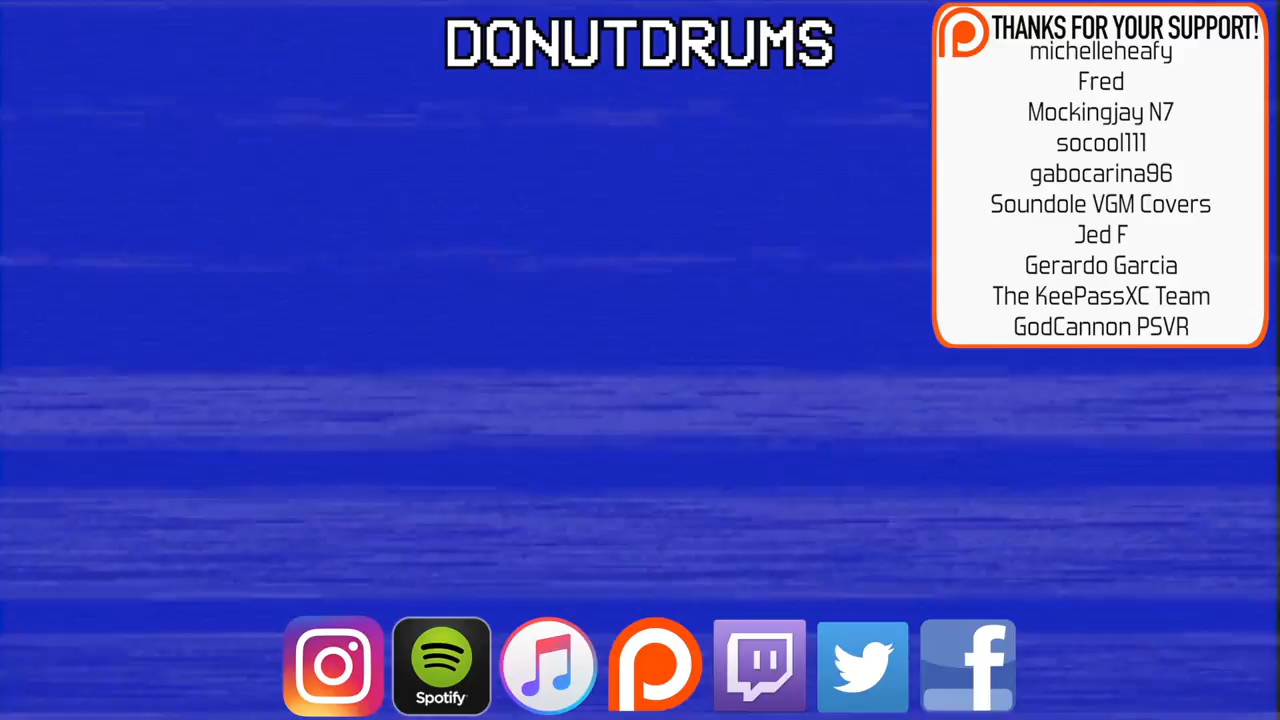 DONUTDRUMS
THANKS FOR YOUR SUPPORT!
michelleheafy
Fred
Mockingjay N7
socool111
gabocarina96
Soundole VGM Covers
Jed F
Gerardo Garcia
The KeePassXC Team
GodCannon PSVR
Spotify